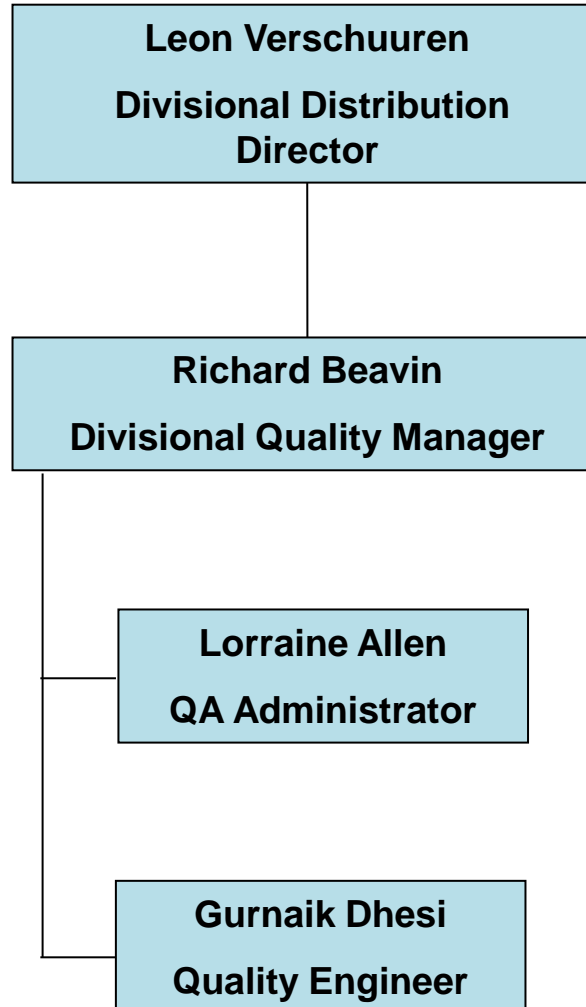 Leon Verschuuren
Divisional Distribution
Director
Richard Beavin
Divisional Quality Manager
Lorraine Allen
QA Administrator
Gurnaik Dhesi
Quality Engineer